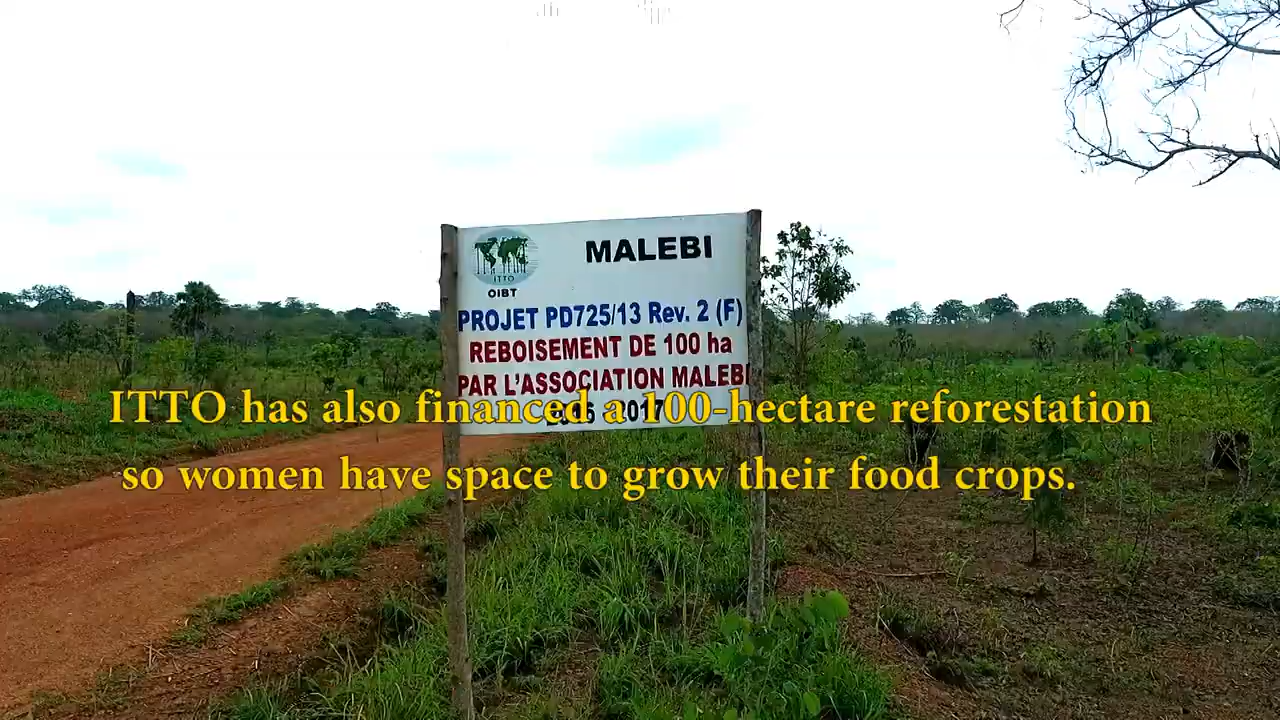 ITTO
OIBT
MALEBI
PROJET PD725/13 Rev. 2 (F)
REBOISEMENT DE 100 ha
PAR L'ASSOCIATION MALEBI
2017
ITTO has also financed a 100-hectare reforestation
so women have space to grow their food crops.